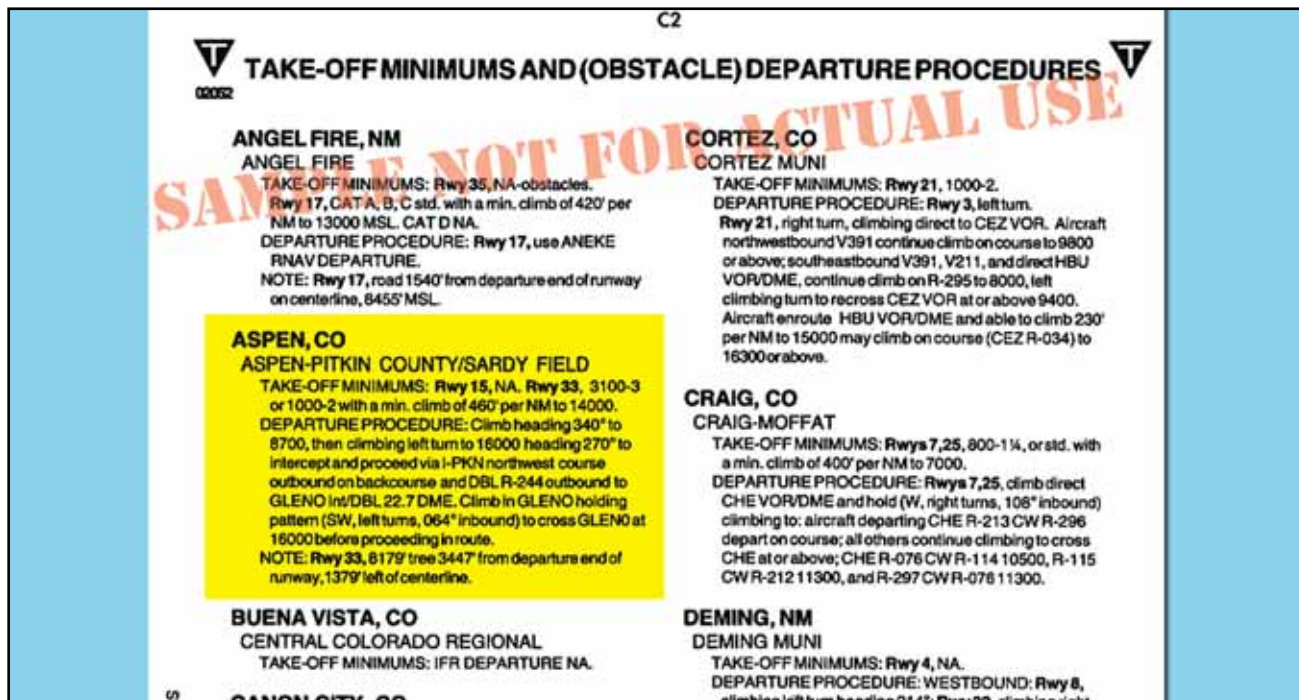 C2
T
TAKE-OFF MINIMUMS AND (OBSTACLE) DEPARTURE PROCEDURES
T
02052
SAMPLE NOT FOR ACTUAL USE
ANGEL FIRE, NM
ANGEL FIRE
TAKE-OFF MINIMUMS: Rwy 35, NA-obstacles.
Rwy 17, CAT A, B, C std. with a min. climb of 420' per
NM to 13000 MSL. CAT D NA.
DEPARTURE PROCEDURE: Rwy 17, use ANEKE
RNAV DEPARTURE.
NOTE: Rwy 17, road 1540' from departure end of runway
on centerline, 8455' MSL.
ASPEN, CO
ASPEN-PITKIN COUNTY/SARDY FIELD
TAKE-OFF MINIMUMS: Rwy 15, NA. Rwy 33, 3100-3
or 1000-2 with a min. climb of 460' per NM to 14000.
DEPARTURE PROCEDURE: Climb heading 340° to
8700, then climbing left turn to 16000 heading 270° to
intercept and proceed via I-PKN northwest course
outbound on backcourse and DBL R-244 outbound to
GLENO Int/DBL 22.7 DME. Climb in GLENO holding
pattern (SW, left turns, 064° inbound) to cross GLENO at
16000 before proceeding in route.
NOTE: Rwy 33, 8179' tree 3447' from departure end of
runway, 1379' left of centerline.
BUENA VISTA, CO
CENTRAL COLORADO REGIONAL
TAKE-OFF MINIMUMS: IFR DEPARTURE NA.
CANON CITY, CO
CORTEZ, CO
CORTEZ MUNI
TAKE-OFF MINIMUMS: Rwy 21, 1000-2.
DEPARTURE PROCEDURE: Rwy 3, left turn.
Rwy 21, right turn, climbing direct to CEZ VOR. Aircraft
northwestbound V391 continue climb on course to 9800
or above; southeastbound V391, V211, and direct HBU
VOR/DME, continue climb on R-295 to 8000, left
climbing turn to recross CEZ VOR at or above 9400.
Aircraft enroute HBU VOR/DME and able to climb 230'
per NM to 15000 may climb on course (CEZ R-034) to
16300 or above.
CRAIG, CO
CRAIG-MOFFAT
TAKE-OFF MINIMUMS: Rwys 7,25, 800-1¼, or std. with
a min. climb of 400' per NM to 7000.
DEPARTURE PROCEDURE: Rwys 7,25, climb direct
CHE VOR/DME and hold (W, right turns, 108° inbound)
climbing to: aircraft departing CHE R-213 CW R-296
depart on course; all others continue climbing to cross
CHE at or above; CHE R-076 CW R-114 10500, R-115
CW R-212 11300, and R-297 CW R-076 11300.
DEMING, NM
DEMING MUNI
TAKE-OFF MINIMUMS: Rwy 4, NA.
DEPARTURE PROCEDURE: WESTBOUND: Rwy 8,